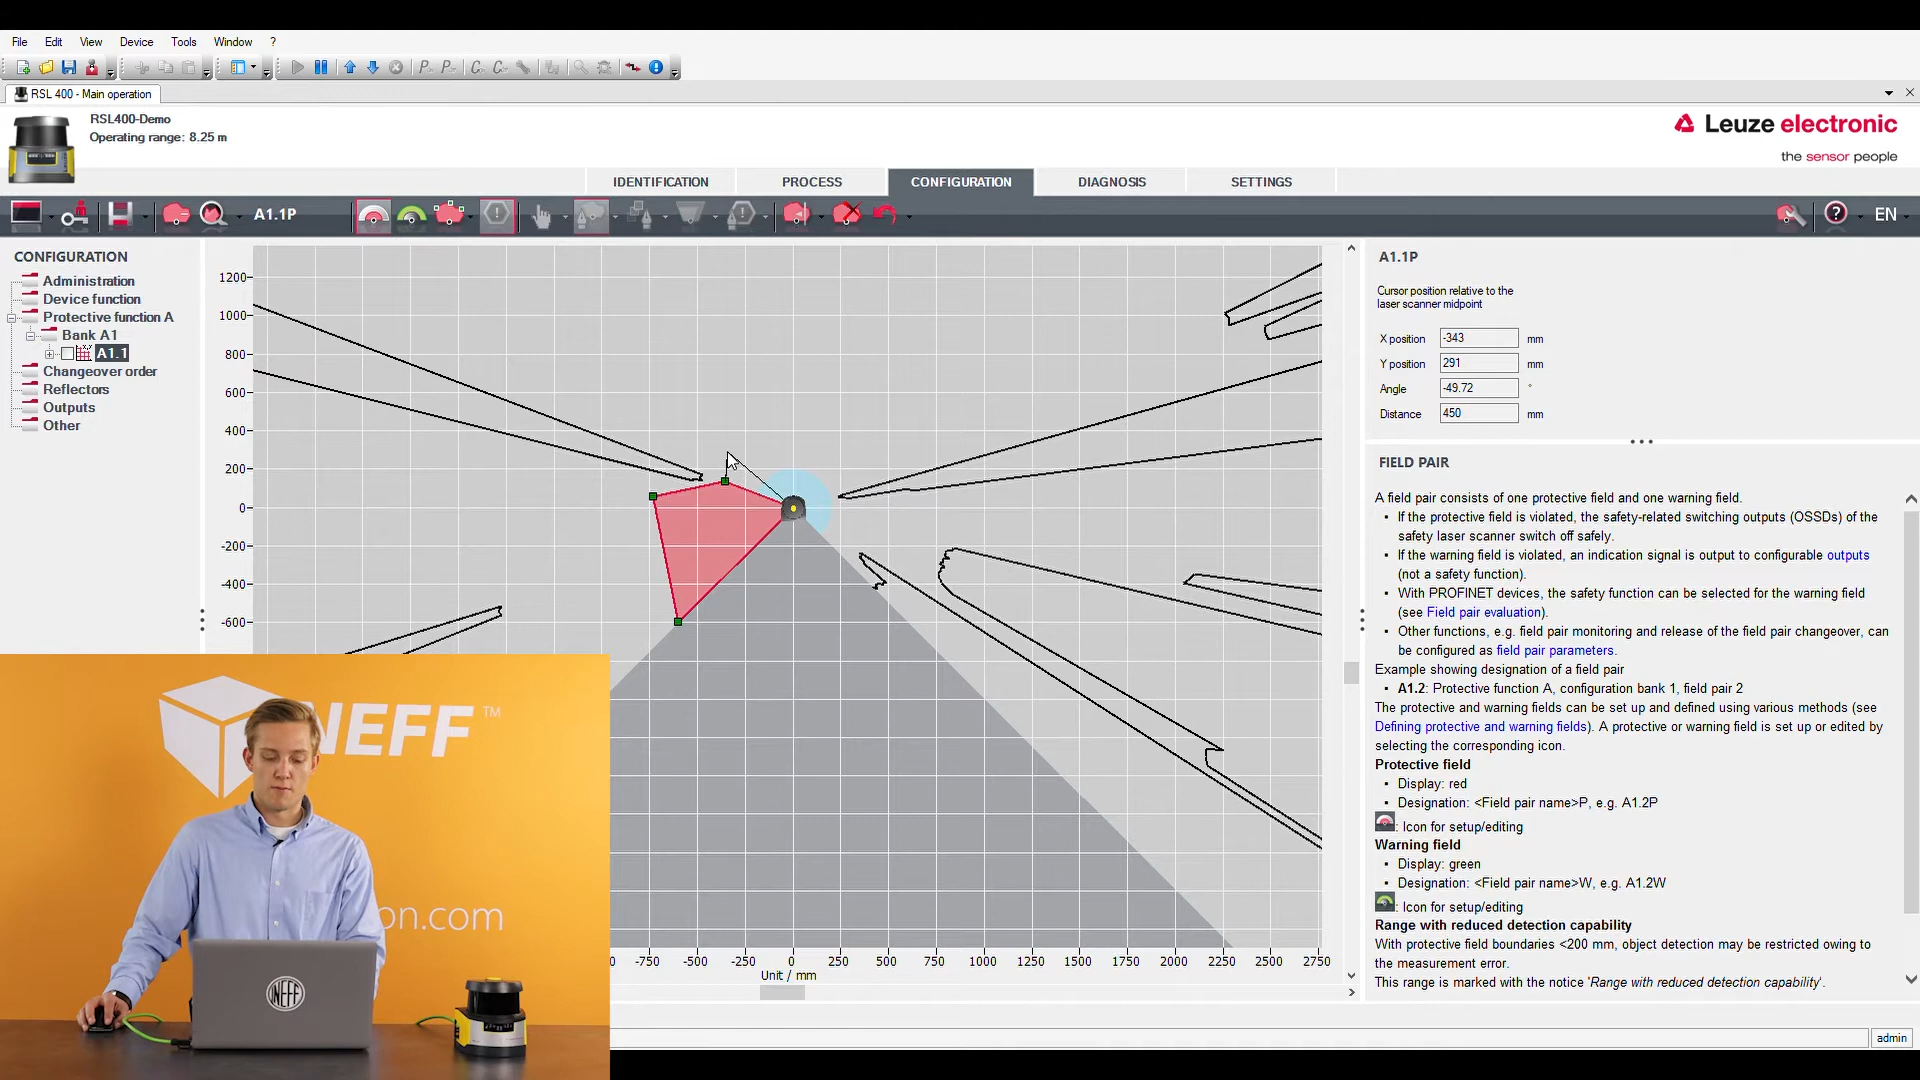 File Edit View Device Tools Window ?
RSL 400 - Main operation
RSL400-Demo
Operating range: 8.25 m
Leuze electronic
the sensor people
IDENTIFICATION PROCESS CONFIGURATION DIAGNOSIS SETTINGS
A1.1P
EN
CONFIGURATION
Administration
Device function
Protective function A
Bank A1
A1.1
Changeover order
Reflectors
Outputs
Other
1200
1000
800
600
400
200
0
-200
-400
-600
0 -750 -500 -250 0 250 500 750 1000 1250 1500 1750 2000 2250 2500 2750
Unit / mm
A1.1P
Cursor position relative to the
laser scanner midpoint
X position -343 mm
Y position 291 mm
Angle -49.72 °
Distance 450 mm
FIELD PAIR
A field pair consists of one protective field and one warning field.
• If the protective field is violated, the safety-related switching outputs (OSSDs) of the
safety laser scanner switch off safely.
• If the warning field is violated, an indication signal is output to configurable outputs
(not a safety function).
• With PROFINET devices, the safety function can be selected for the warning field
(see Field pair evaluation).
• Other functions, e.g. field pair monitoring and release of the field pair changeover, can
be configured as field pair parameters.
Example showing designation of a field pair
• A1.2: Protective function A, configuration bank 1, field pair 2
The protective and warning fields can be set up and defined using various methods (see
Defining protective and warning fields). A protective or warning field is set up or edited by
selecting the corresponding icon.
Protective field
• Display: red
• Designation: <Field pair name>P, e.g. A1.2P
: Icon for setup/editing
Warning field
• Display: green
• Designation: <Field pair name>W, e.g. A1.2W
: Icon for setup/editing
Range with reduced detection capability
With protective field boundaries <200 mm, object detection may be restricted owing to
the measurement error.
This range is marked with the notice 'Range with reduced detection capability'.
admin
NEFF™
on.com
NEFF